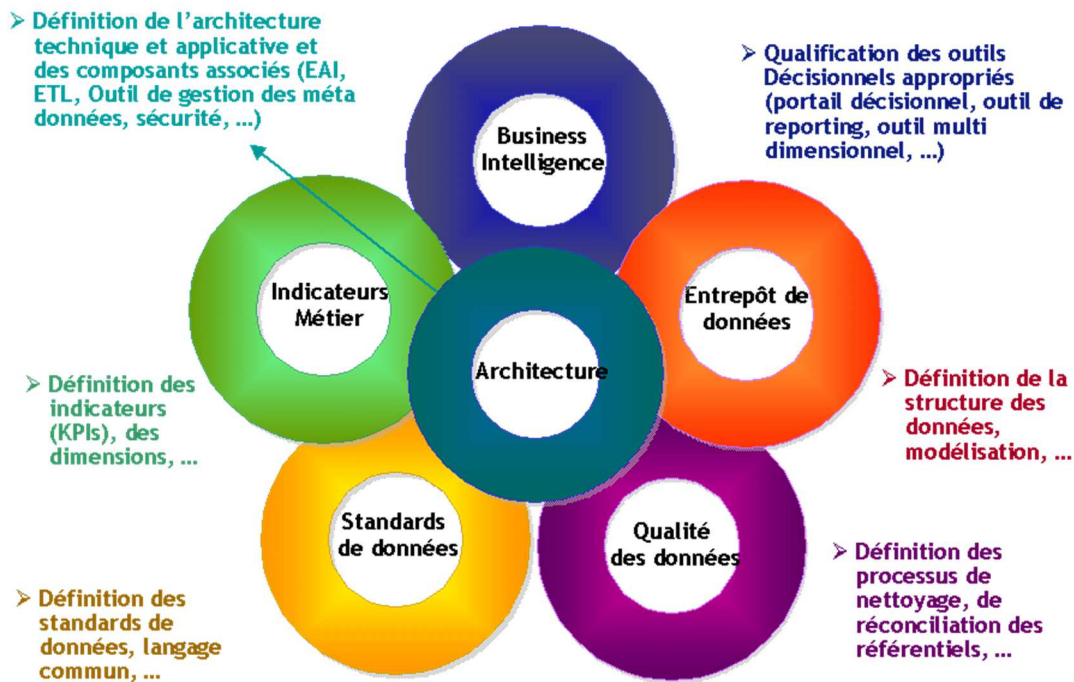 ➢ Définition de l’architecture
technique et applicative et
des composants associés (EAI,
ETL, Outil de gestion des méta
données, sécurité, ...)
➢ Qualification des outils
Décisionnels appropriés
(portail décisionnel, outil de
reporting, outil multi
dimensionnel, ...)
Business
Intelligence
Indicateurs
Métier
Entrepôt de
données
Architecture
➢ Définition des
indicateurs
(KPIs), des
dimensions, ...
➢ Définition de la
structure des
données,
modélisation, ...
Standards
de données
Qualité
des données
➢ Définition des
standards de
données, langage
commun, ...
➢ Définition des
processus de
nettoyage, de
réconciliation des
référentiels, ...